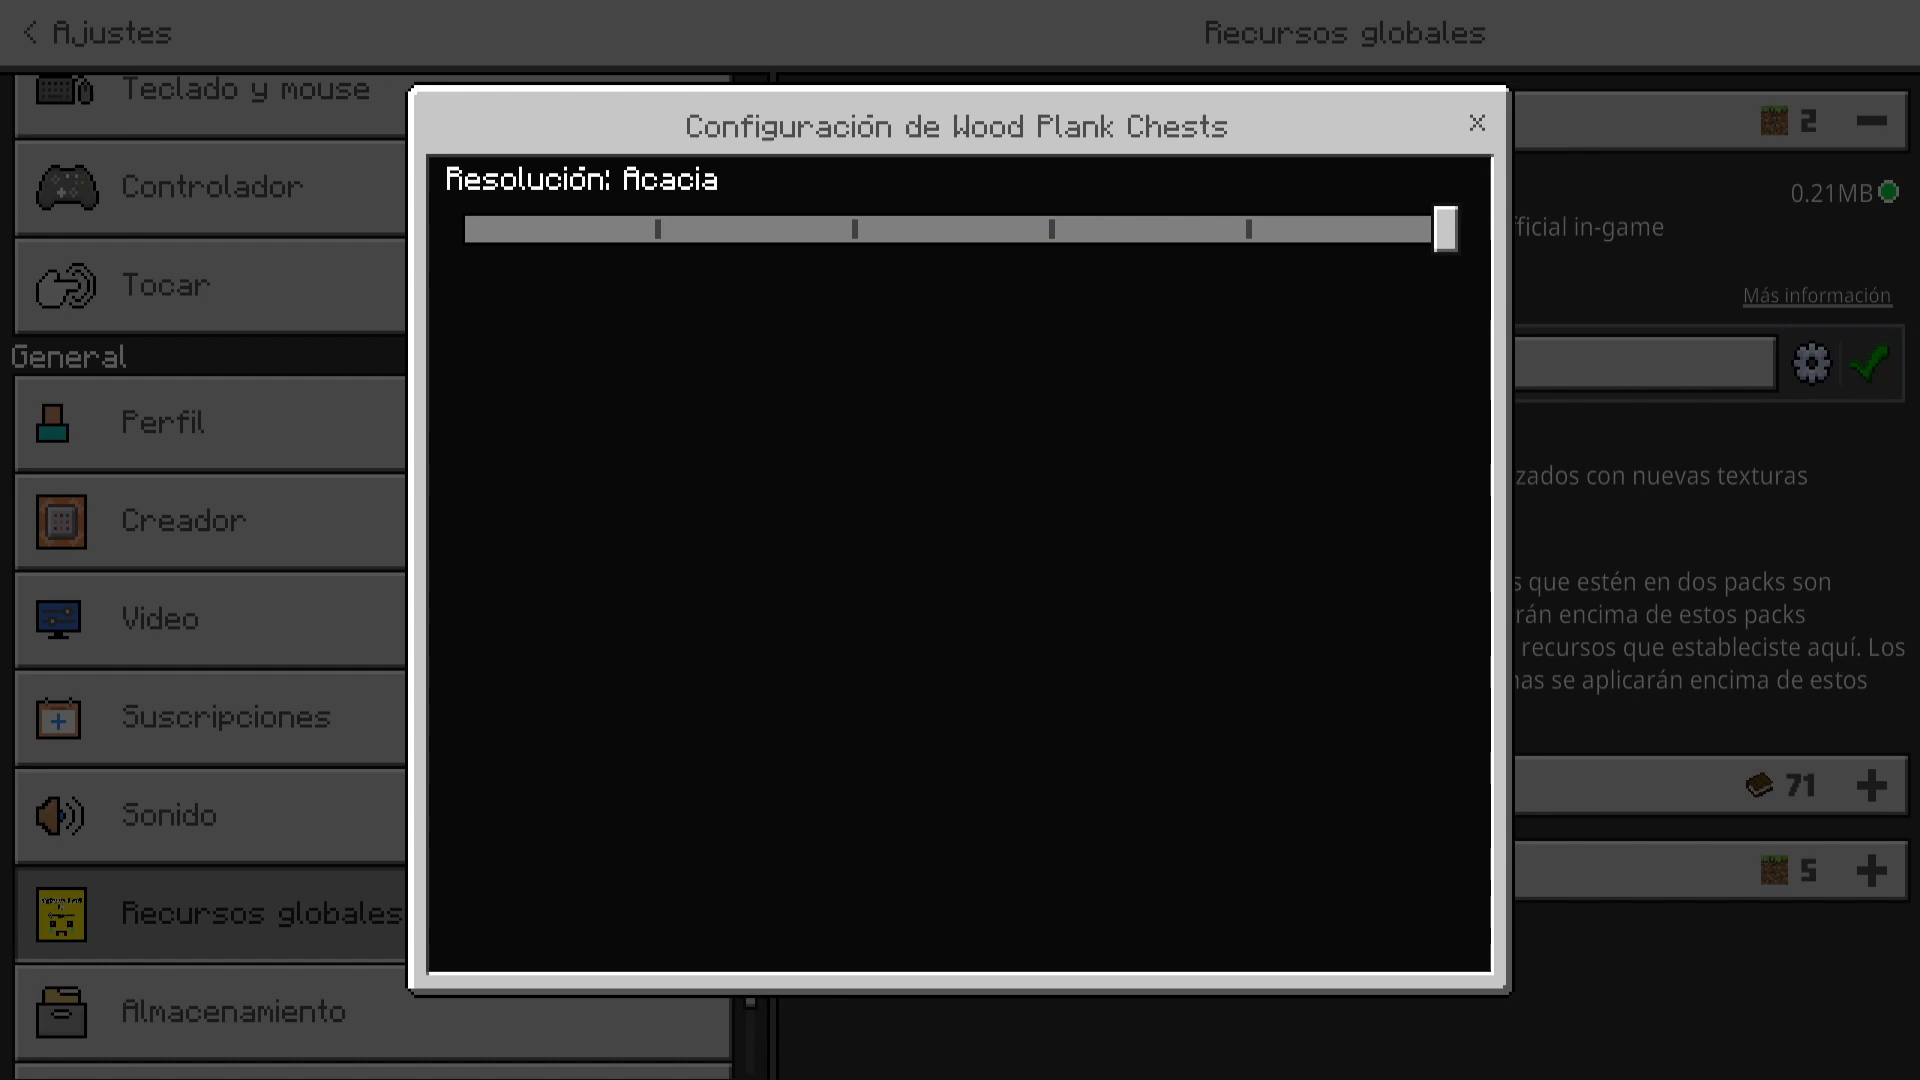 Ajustes
Recursos globales
Teclado y mouse
Controlador
Tocar
General
Perfil
Creador
Video
Suscripciones
Sonido
Recursos globales
Almacenamiento
Configuración de Wood Plank Chests
Resolución: Acacia
2
0.21MB
official in-game
Más información
zados con nuevas texturas
s que estén en dos packs son
rán encima de estos packs
recursos que estableciste aquí. Los
nas se aplicarán encima de estos
71
5